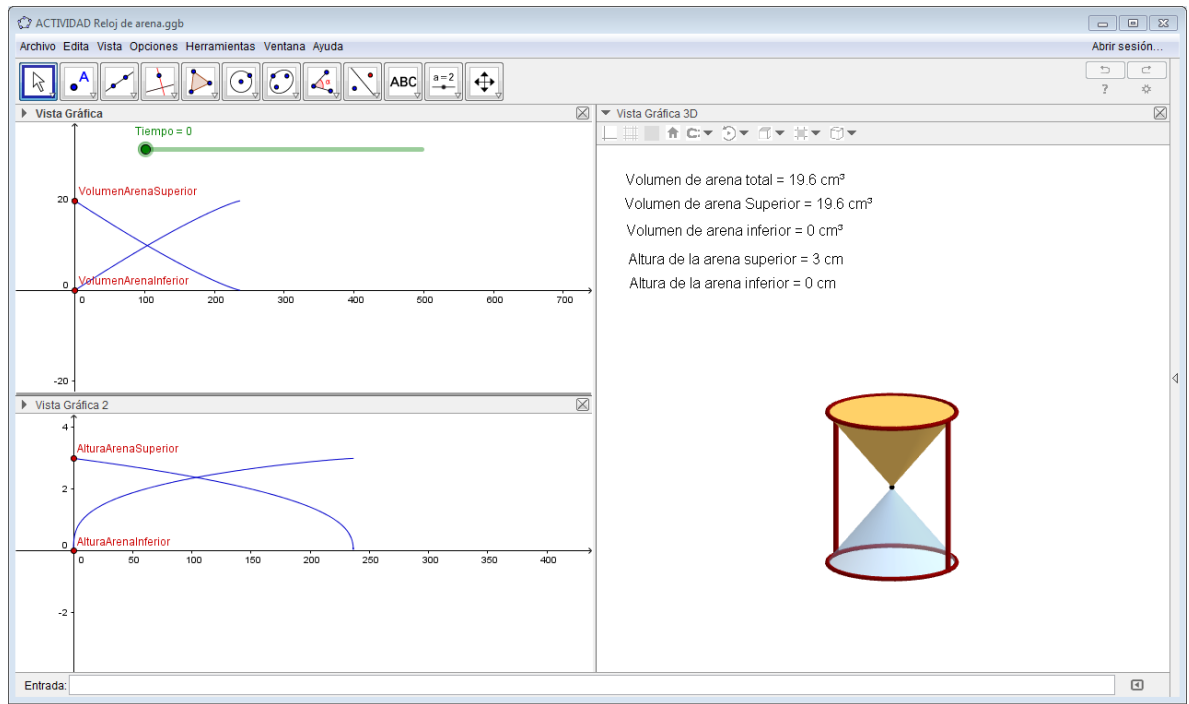 ACTIVIDAD Reloj de arena.ggb
Archivo Edita Vista Opciones Herramientas Ventana Ayuda
Abrir sesión...
A
α
ABC
a=2
?
Vista Gráfica
Tiempo = 0
VolumenArenaSuperior
20
VolumenArenaInferior
0
0 100 200 300 400 500 600 700
-20
Vista Gráfica 2
4
AlturaArenaSuperior
2
AlturaArenaInferior
0
0 50 100 150 200 250 300 350 400
-2
Vista Gráfica 3D
Volumen de arena total = 19.6 cm³
Volumen de arena Superior = 19.6 cm³
Volumen de arena inferior = 0 cm³
Altura de la arena superior = 3 cm
Altura de la arena inferior = 0 cm
Entrada: